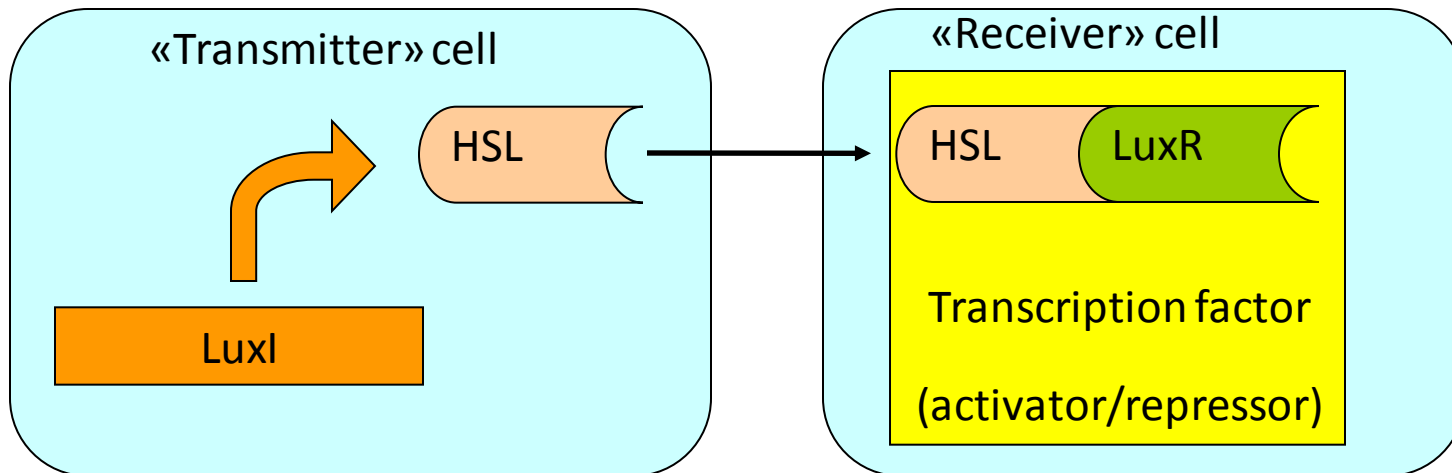 «Transmitter» cell
HSL
LuxI
«Receiver» cell
HSL
LuxR
Transcription factor
(activator/repressor)